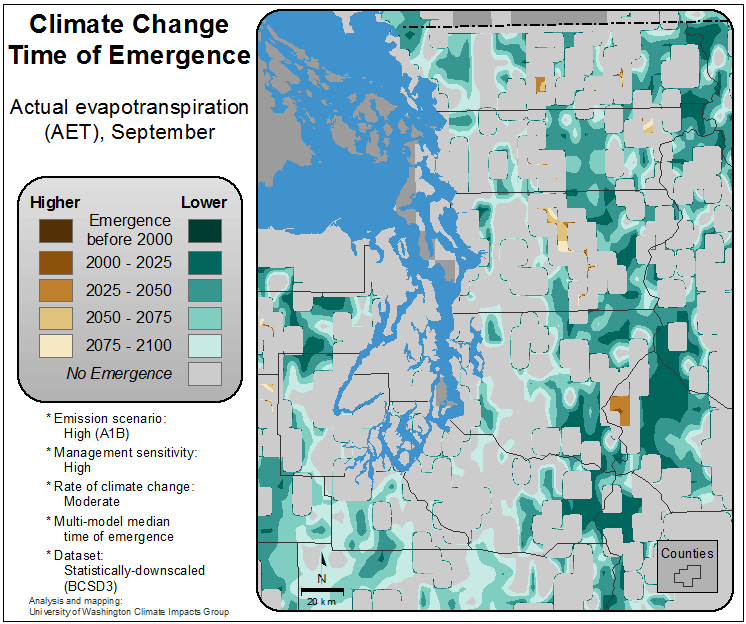 Climate Change
Time of Emergence
Actual evapotranspiration
(AET), September
Higher Lower
Emergence
before 2000
2000 - 2025
2025 - 2050
2050 - 2075
2075 - 2100
No Emergence
* Emission scenario:
High (A1B)
* Management sensitivity:
High
* Rate of climate change:
Moderate
* Multi-model median
time of emergence
* Dataset:
Statistically-downscaled
(BCSD3)
Analysis and mapping:
University of Washington Climate Impacts Group
N
20 km
Counties